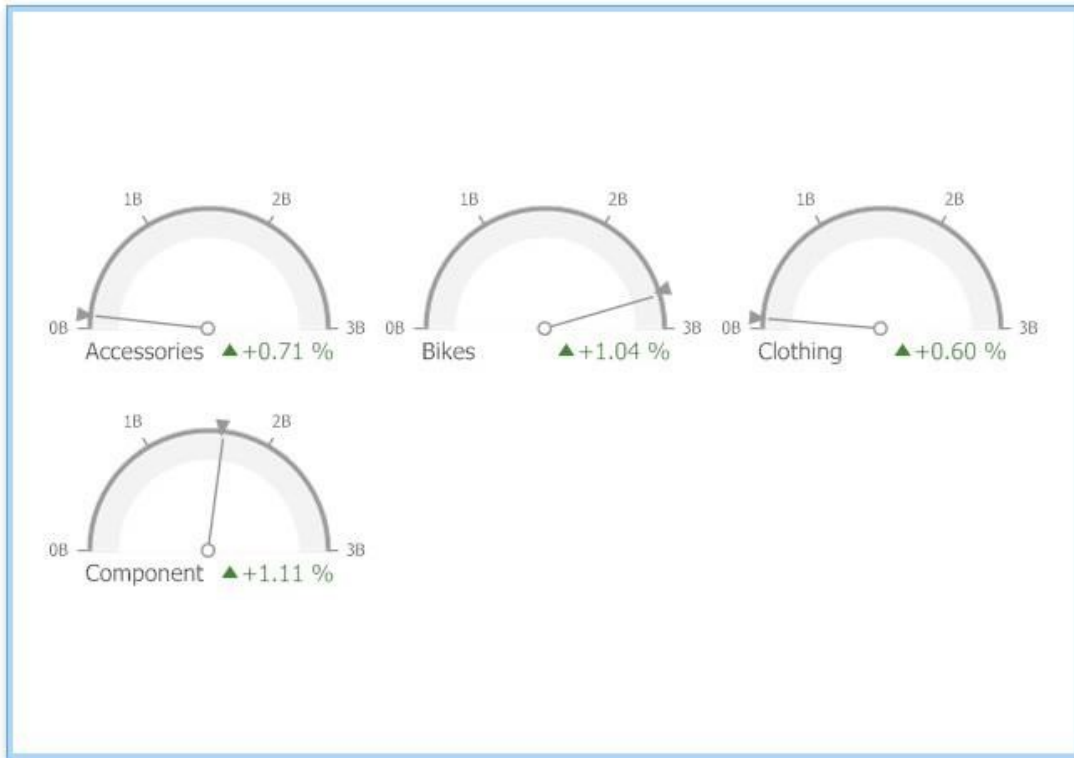 1B 2B 1B 2B 1B 2B
0B 3B 0B 3B 0B 3B
Accessories ▲+0.71 % Bikes ▲+1.04 % Clothing ▲+0.60 %
1B 2B
0B 3B
Component ▲+1.11 %